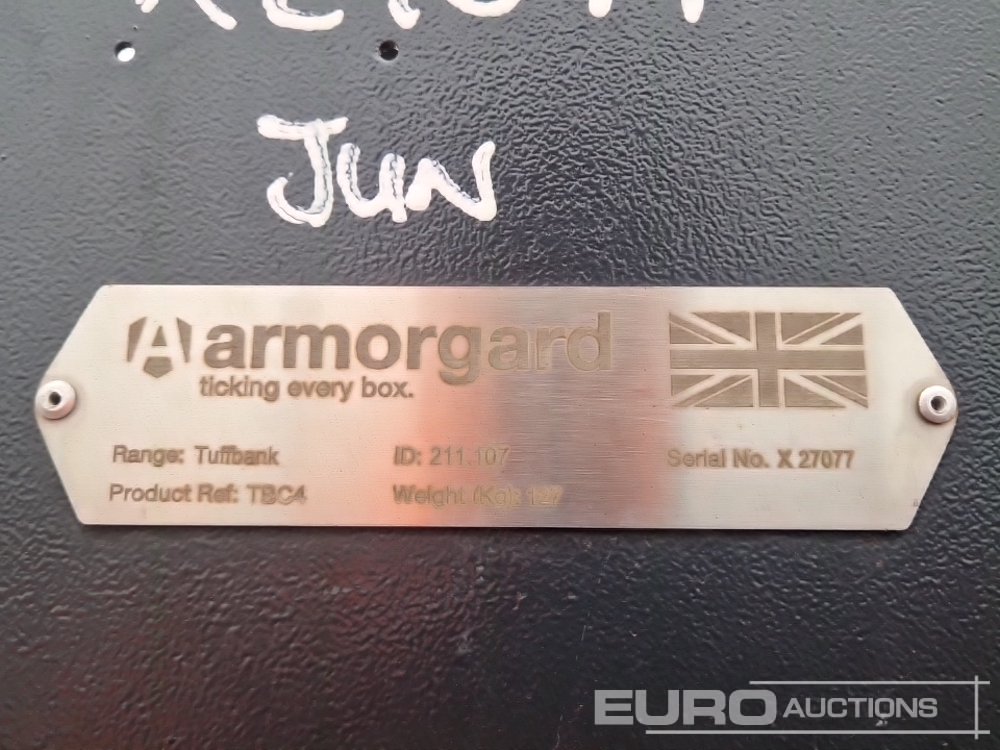 JUN
armorgard
ticking every box.
Range: Tuffbank ID: 211.107 Serial No. X 27077
Product Ref: TBC4 Weight (Kg): 127
EURO AUCTIONS